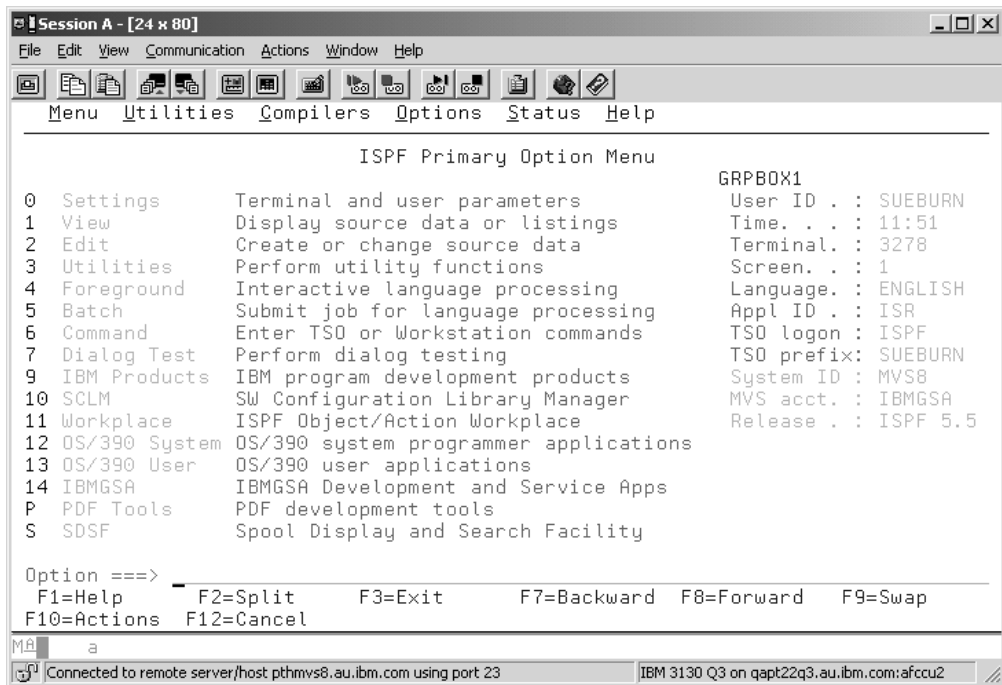 Session A - [24 x 80]
File Edit View Communication Actions Window Help
Menu Utilities Compilers Options Status Help
ISPF Primary Option Menu
GRPBOX1
0 Settings Terminal and user parameters User ID . : SUEBURN
1 View Display source data or listings Time. . . : 11:51
2 Edit Create or change source data Terminal. : 3278
3 Utilities Perform utility functions Screen. . : 1
4 Foreground Interactive language processing Language. : ENGLISH
5 Batch Submit job for language processing Appl ID . : ISR
6 Command Enter TSO or Workstation commands TSO logon : ISPF
7 Dialog Test Perform dialog testing TSO prefix: SUEBURN
9 IBM Products IBM program development products System ID : MVS8
10 SCLM SW Configuration Library Manager MVS acct. : IBMGSA
11 Workplace ISPF Object/Action Workplace Release . : ISPF 5.5
12 OS/390 System OS/390 system programmer applications
13 OS/390 User OS/390 user applications
14 IBMGSA IBMGSA Development and Service Apps
P PDF Tools PDF development tools
S SDSF Spool Display and Search Facility
Option ===> _
F1=Help F2=Split F3=Exit F7=Backward F8=Forward F9=Swap
F10=Actions F12=Cancel
MA a
Connected to remote server/host pthmvs8.au.ibm.com using port 23 IBM 3130 Q3 on qapt22q3.au.ibm.com:afccu2